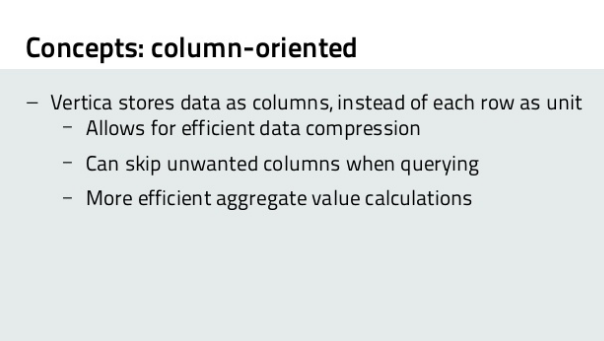 Concepts: column-oriented
– Vertica stores data as columns, instead of each row as unit
– Allows for efficient data compression
– Can skip unwanted columns when querying
– More efficient aggregate value calculations